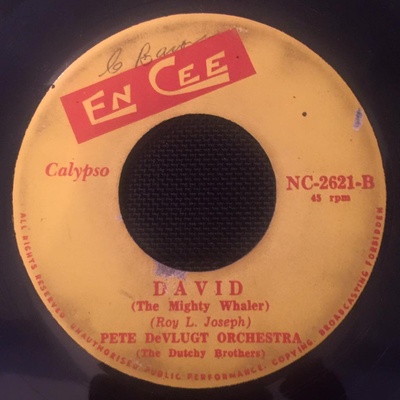 EN CEE
Calypso
NC-2621-B
45 rpm
DAVID
(The Mighty Whaler)
(Roy L. Joseph)
PETE DeVLUGT ORCHESTRA
(The Dutchy Brothers)
ALL RIGHTS RESERVED UNAUTHORISED PUBLIC PERFORMANCE, COPYING BROADCASTING FORBIDDEN